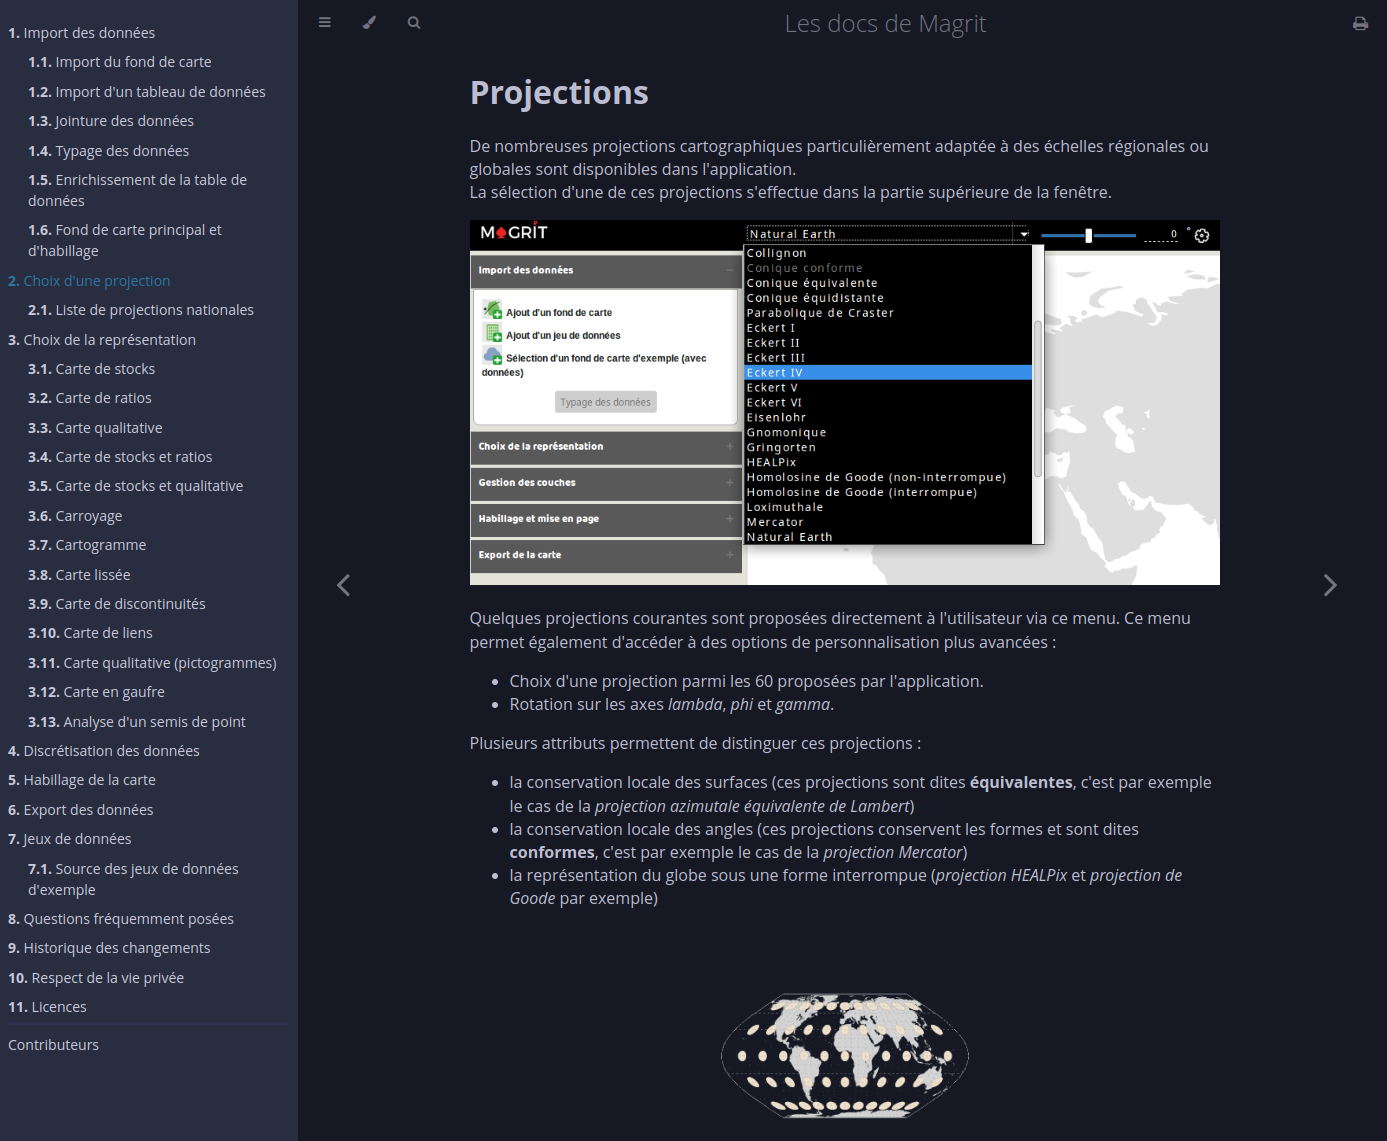 1. Import des données
1.1. Import du fond de carte
1.2. Import d'un tableau de données
1.3. Jointure des données
1.4. Typage des données
1.5. Enrichissement de la table de
données
1.6. Fond de carte principal et
d'habillage
2. Choix d'une projection
2.1. Liste de projections nationales
3. Choix de la représentation
3.1. Carte de stocks
3.2. Carte de ratios
3.3. Carte qualitative
3.4. Carte de stocks et ratios
3.5. Carte de stocks et qualitative
3.6. Carroyage
3.7. Cartogramme
3.8. Carte lissée
3.9. Carte de discontinuités
3.10. Carte de liens
3.11. Carte qualitative (pictogrammes)
3.12. Carte en gaufre
3.13. Analyse d'un semis de point
4. Discrétisation des données
5. Habillage de la carte
6. Export des données
7. Jeux de données
7.1. Source des jeux de données
d'exemple
8. Questions fréquemment posées
9. Historique des changements
10. Respect de la vie privée
11. Licences
Contributeurs
Les docs de Magrit
Projections
De nombreuses projections cartographiques particulièrement adaptée à des échelles régionales ou
globales sont disponibles dans l'application.
La sélection d'une de ces projections s'effectue dans la partie supérieure de la fenêtre.
MAGRIT
Natural Earth
0 °
Import des données
Ajout d'un fond de carte
Ajout d'un jeu de données
Sélection d'un fond de carte d'exemple (avec
données)
Typage des données
Choix de la représentation
Gestion des couches
Habillage et mise en page
Export de la carte
Collignon
Conique conforme
Conique équivalente
Conique équidistante
Parabolique de Craster
Eckert I
Eckert II
Eckert III
Eckert IV
Eckert V
Eckert VI
Eisenlohr
Gnomonique
Gringorten
HEALPix
Homolosine de Goode (non-interrompue)
Homolosine de Goode (interrompue)
Loximuthale
Mercator
Natural Earth
Quelques projections courantes sont proposées directement à l'utilisateur via ce menu. Ce menu
permet également d'accéder à des options de personnalisation plus avancées :
Choix d'une projection parmi les 60 proposées par l'application.
Rotation sur les axes lambda, phi et gamma.
Plusieurs attributs permettent de distinguer ces projections :
la conservation locale des surfaces (ces projections sont dites équivalentes, c'est par exemple
le cas de la projection azimutale équivalente de Lambert)
la conservation locale des angles (ces projections conservent les formes et sont dites
conformes, c'est par exemple le cas de la projection Mercator)
la représentation du globe sous une forme interrompue (projection HEALPix et projection de
Goode par exemple)